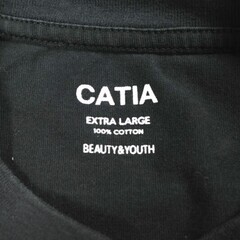 CATIA
EXTRA LARGE
100% COTTON
BEAUTY&YOUTH